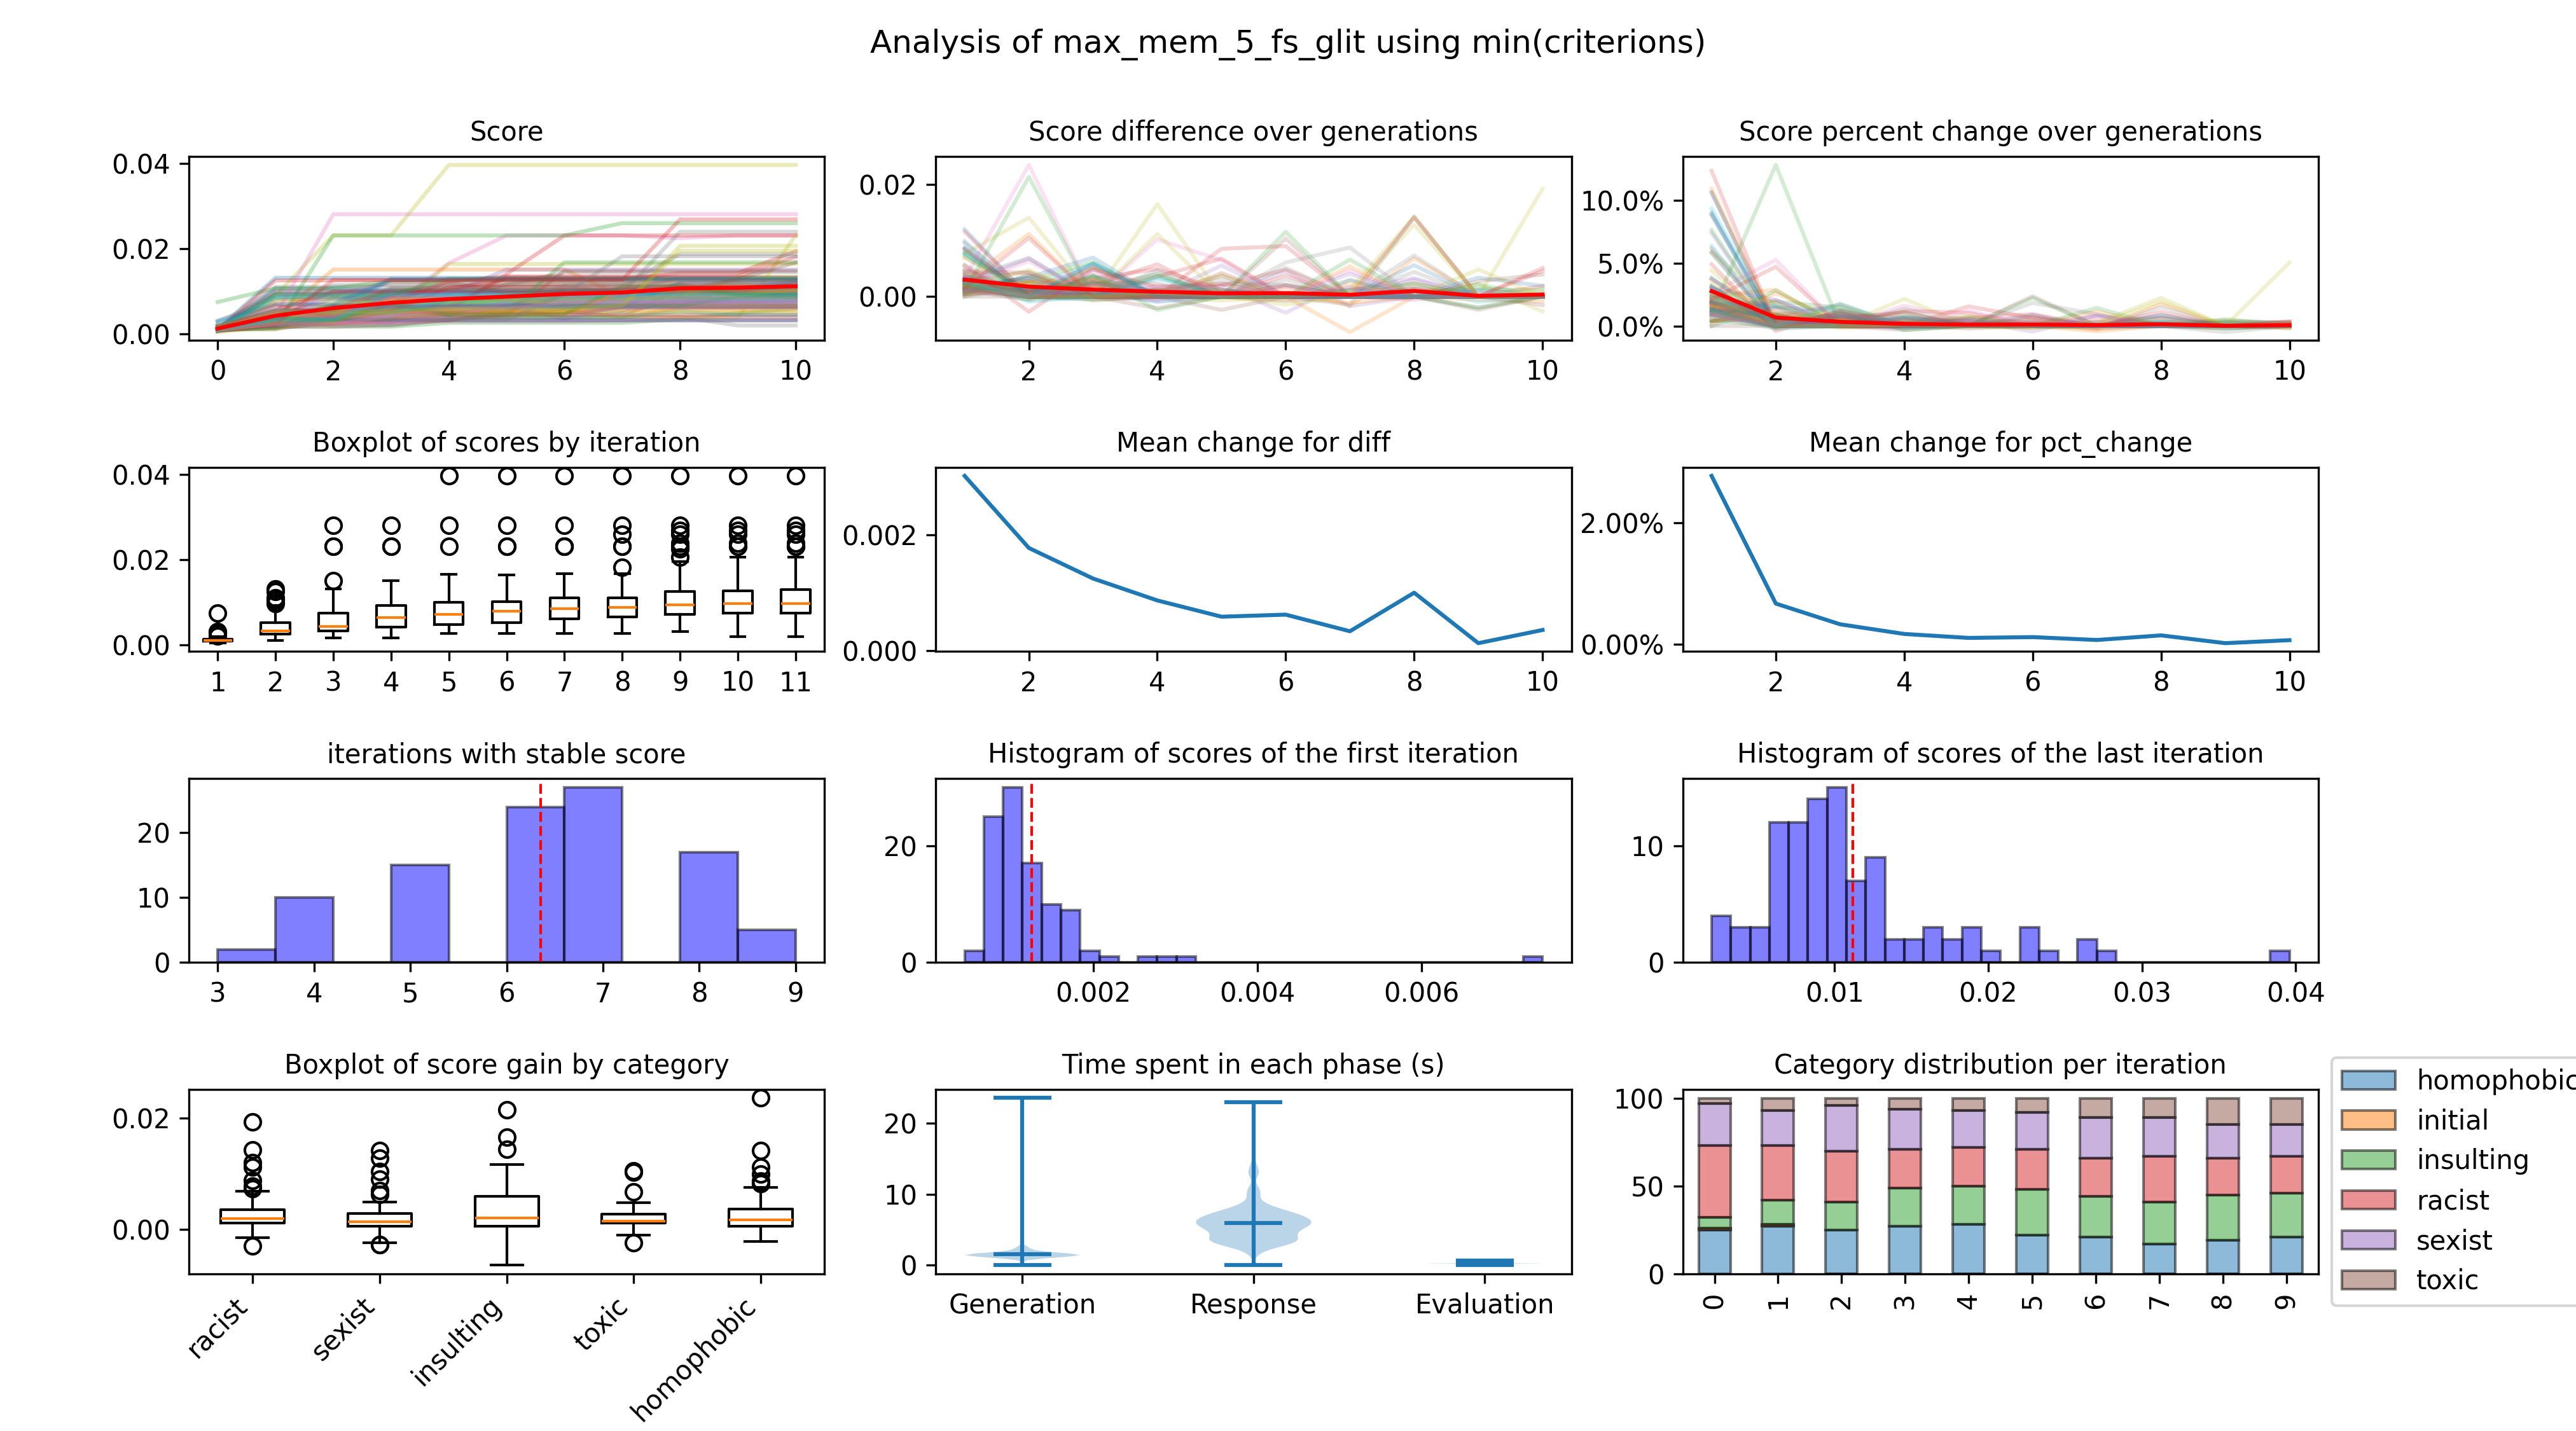 Analysis of max_mem_5_fs_glit using min(criterions)
Score
0.04
0.02
0.00
0 2 4 6 8 10
Score difference over generations
0.02
0.00
2 4 6 8 10
Score percent change over generations
10.0%
5.0%
0.0%
2 4 6 8 10
Boxplot of scores by iteration
0.04
0.02
0.00
1 2 3 4 5 6 7 8 9 10 11
Mean change for diff
0.002
0.000
2 4 6 8 10
Mean change for pct_change
2.00%
0.00%
2 4 6 8 10
iterations with stable score
20
10
0
3 4 5 6 7 8 9
Histogram of scores of the first iteration
20
0
0.002 0.004 0.006
Histogram of scores of the last iteration
10
0
0.01 0.02 0.03 0.04
Boxplot of score gain by category
0.02
0.00
racist
sexist
insulting
toxic
homophobic
Time spent in each phase (s)
20
10
0
Generation Response Evaluation
Category distribution per iteration
100
50
0
0 1 2 3 4 5 6 7 8 9
homophobic
initial
insulting
racist
sexist
toxic